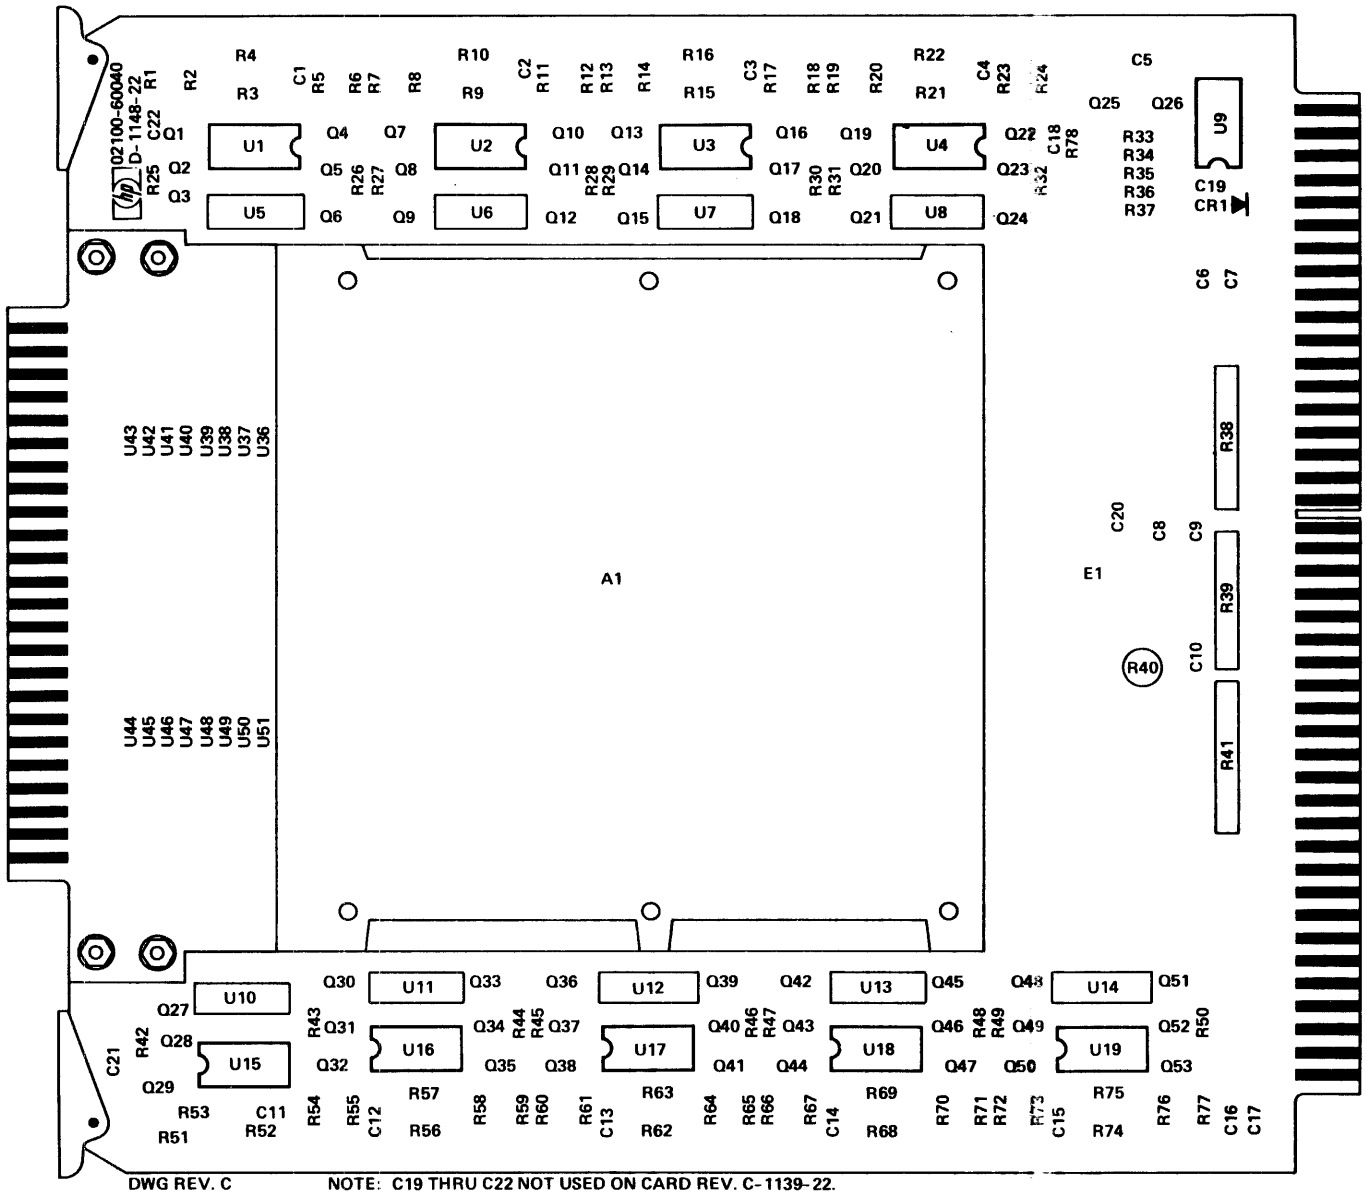 R4 R10 R16 R22 C5
02100-60040
D-1148-22
hp
R1 R2 C1 R5 R6 R7 R8 C2 R11 R12 R13 R14 C3 R17 R18 R19 R20 C4 R23 R24
R3 R9 R15 R21
Q25 Q26 U9
C22 Q1 U1 Q4 Q7 U2 Q10 Q13 U3 Q16 Q19 U4 Q22 C18 R78 R33
R34
Q2 Q5 Q8 Q11 Q14 Q17 Q20 Q23 R35
R25 R26 R27 R28 R29 R30 R31 R32
R36 C19
Q3 CR1
U5 Q6 Q9 U6 Q12 Q15 U7 Q18 Q21 U8 Q24 R37
C6 C7
U43 U42 U41 U40 U39 U38 U37 U36
R38
C20 C8 C9
A1 E1
R39
R40 C10
U44 U45 U46 U47 U48 U49 U50 U51
R41
Q30 U11 Q33 Q36 U12 Q39 Q42 U13 Q45 Q48 U14 Q51
U10
Q27
R43 Q31 Q34 R44 R45 Q37 Q40 R46 R47 Q43 Q46 R48 R49 Q49 Q52 R50
R42 Q28
U16 U17 U18 U19
C21 U15 Q32 Q35 Q38 Q41 Q44 Q47 Q50 Q53
Q29
R57 R63 R69 R75
R53 C11 R54 R55 C12 R58 R59 R60 R61 C13 R64 R65 R66 R67 C14 R70 R71 R72 R73 C15 R76 R77 C16 C17
R51 R52 R56 R62 R68 R74
DWG REV. C NOTE: C19 THRU C22 NOT USED ON CARD REV. C-1139-22.